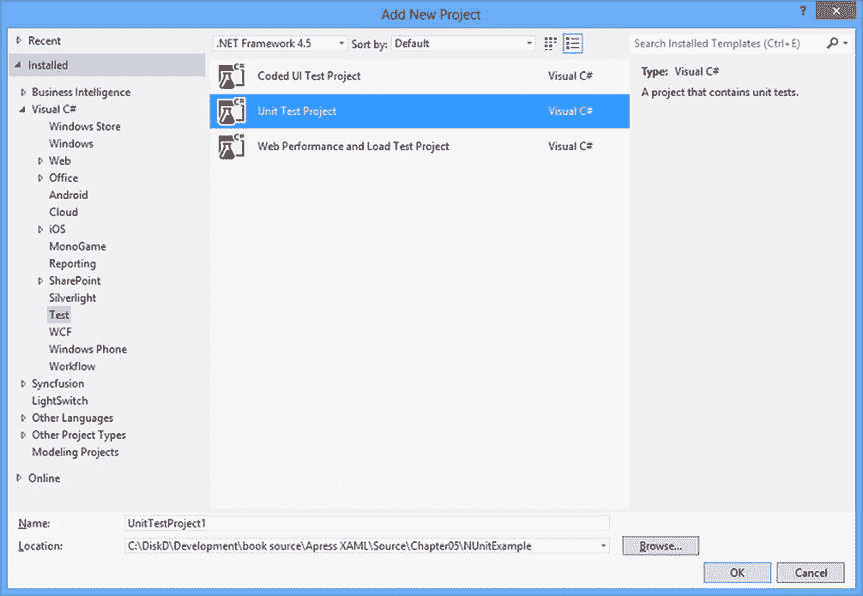 Add New Project
?
Recent
Installed
Business Intelligence
Visual C#
Windows Store
Windows
Web
Office
Android
Cloud
iOS
MonoGame
Reporting
SharePoint
Silverlight
Test
WCF
Windows Phone
Workflow
Syncfusion
LightSwitch
Other Languages
Other Project Types
Modeling Projects
Online
.NET Framework 4.5 Sort by: Default
C# Coded UI Test Project Visual C#
C# Unit Test Project Visual C#
C# Web Performance and Load Test Project Visual C#
Search Installed Templates (Ctrl+E)
Type: Visual C#
A project that contains unit tests.
Name: UnitTestProject1
Location: C:\DiskD\Development\book source\Apress XAML\Source\Chapter05\NUnitExample
Browse...
OK Cancel